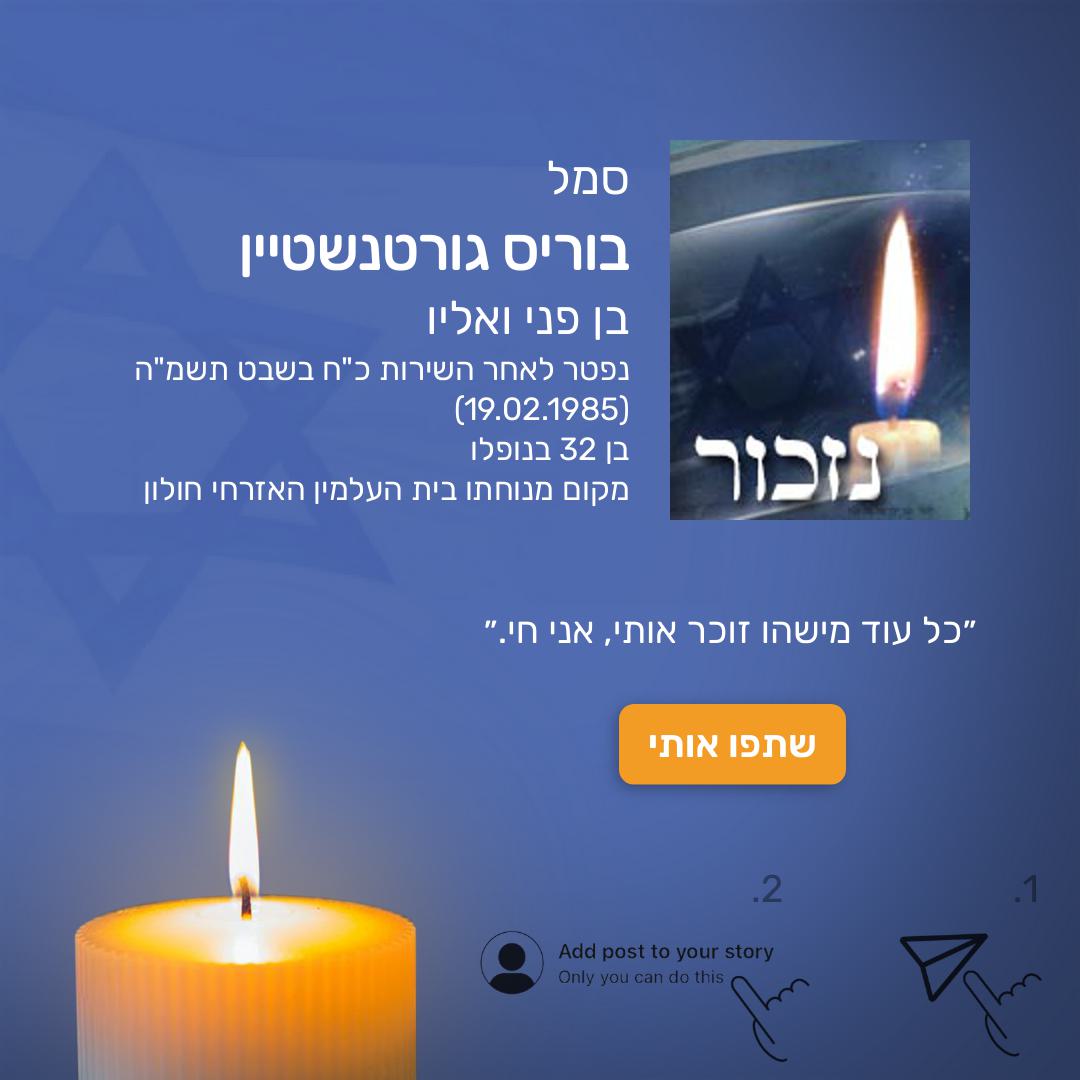 סמל
בוריס גורטנשטיין
בן פני ואליו
נפטר לאחר השירות כ"ח בשבט תשמ"ה
(19.02.1985)
בן 32 בנופלו
מקום מנוחתו בית העלמין האזרחי חולון
נזכור
״כל עוד מישהו זוכר אותי, אני חי.״
שתפו אותי
1.
2.
Add post to your story
Only you can do this